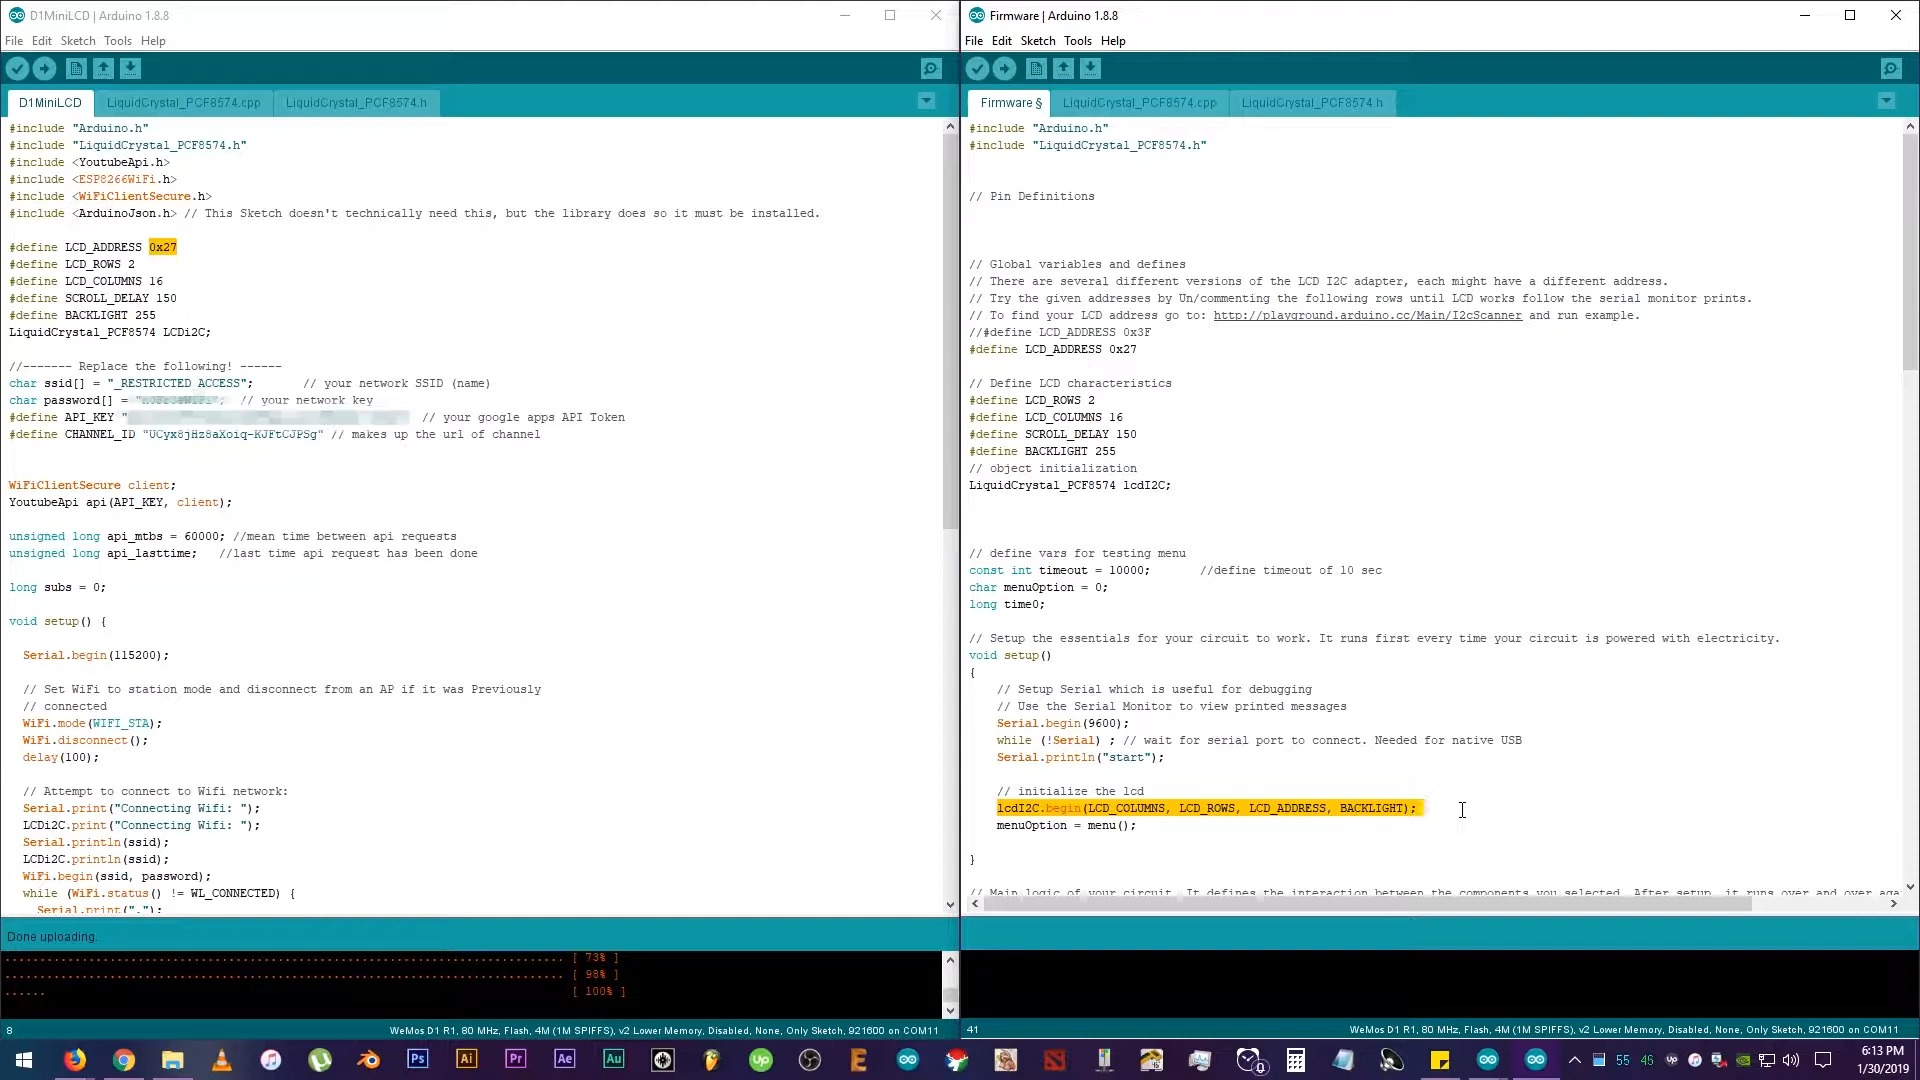 D1MiniLCD | Arduino 1.8.8
File Edit Sketch Tools Help
D1MiniLCD LiquidCrystal_PCF8574.cpp LiquidCrystal_PCF8574.h
#include "Arduino.h"
#include "LiquidCrystal_PCF8574.h"
#include <YoutubeApi.h>
#include <ESP8266WiFi.h>
#include <WiFiClientSecure.h>
#include <ArduinoJson.h> // This Sketch doesn't technically need this, but the library does so it must be installed.
#define LCD_ADDRESS 0x27
#define LCD_ROWS 2
#define LCD_COLUMNS 16
#define SCROLL_DELAY 150
#define BACKLIGHT 255
LiquidCrystal_PCF8574 LCDi2C;
//------- Replace the following! ------
char ssid[] = "_RESTRICTED ACCESS"; // your network SSID (name)
char password[] = // your network key
#define API_KEY " // your google apps API Token
#define CHANNEL_ID "UCyx8jHz8aXoiq-KJFtCJPSg" // makes up the url of channel
WiFiClientSecure client;
YoutubeApi api(API_KEY, client);
unsigned long api_mtbs = 60000; //mean time between api requests
unsigned long api_lasttime; //last time api request has been done
long subs = 0;
void setup() {
Serial.begin(115200);
// Set WiFi to station mode and disconnect from an AP if it was Previously
// connected
WiFi.mode(WIFI_STA);
WiFi.disconnect();
delay(100);
// Attempt to connect to Wifi network:
Serial.print("Connecting Wifi: ");
LCDi2C.print("Connecting Wifi: ");
Serial.println(ssid);
LCDi2C.println(ssid);
WiFi.begin(ssid, password);
while (WiFi.status() != WL_CONNECTED) {
Serial.print(".");
Done uploading.
................................................................................ [ 73% ]
................................................................................ [ 98% ]
...... [ 100% ]
8 WeMos D1 R1, 80 MHz, Flash, 4M (1M SPIFFS), v2 Lower Memory, Disabled, None, Only Sketch, 921600 on COM11
Firmware | Arduino 1.8.8
File Edit Sketch Tools Help
Firmware § LiquidCrystal_PCF8574.cpp LiquidCrystal_PCF8574.h
#include "Arduino.h"
#include "LiquidCrystal_PCF8574.h"
// Pin Definitions
// Global variables and defines
// There are several different versions of the LCD I2C adapter, each might have a different address.
// Try the given addresses by Un/commenting the following rows until LCD works follow the serial monitor prints.
// To find your LCD address go to: http://playground.arduino.cc/Main/I2cScanner and run example.
//#define LCD_ADDRESS 0x3F
#define LCD_ADDRESS 0x27
// Define LCD characteristics
#define LCD_ROWS 2
#define LCD_COLUMNS 16
#define SCROLL_DELAY 150
#define BACKLIGHT 255
// object initialization
LiquidCrystal_PCF8574 lcdI2C;
// define vars for testing menu
const int timeout = 10000; //define timeout of 10 sec
char menuOption = 0;
long time0;
// Setup the essentials for your circuit to work. It runs first every time your circuit is powered with electricity.
void setup()
{
// Setup Serial which is useful for debugging
// Use the Serial Monitor to view printed messages
Serial.begin(9600);
while (!Serial) ; // wait for serial port to connect. Needed for native USB
Serial.println("start");
// initialize the lcd
lcdI2C.begin(LCD_COLUMNS, LCD_ROWS, LCD_ADDRESS, BACKLIGHT);
menuOption = menu();
}
// Main logic of your circuit. It defines the interaction between the components you selected. After setup, it runs over and over aga
41 WeMos D1 R1, 80 MHz, Flash, 4M (1M SPIFFS), v2 Lower Memory, Disabled, None, Only Sketch, 921600 on COM11
Ps Ai Pr Ae Au Up 55 46 6:13 PM
1/30/2019